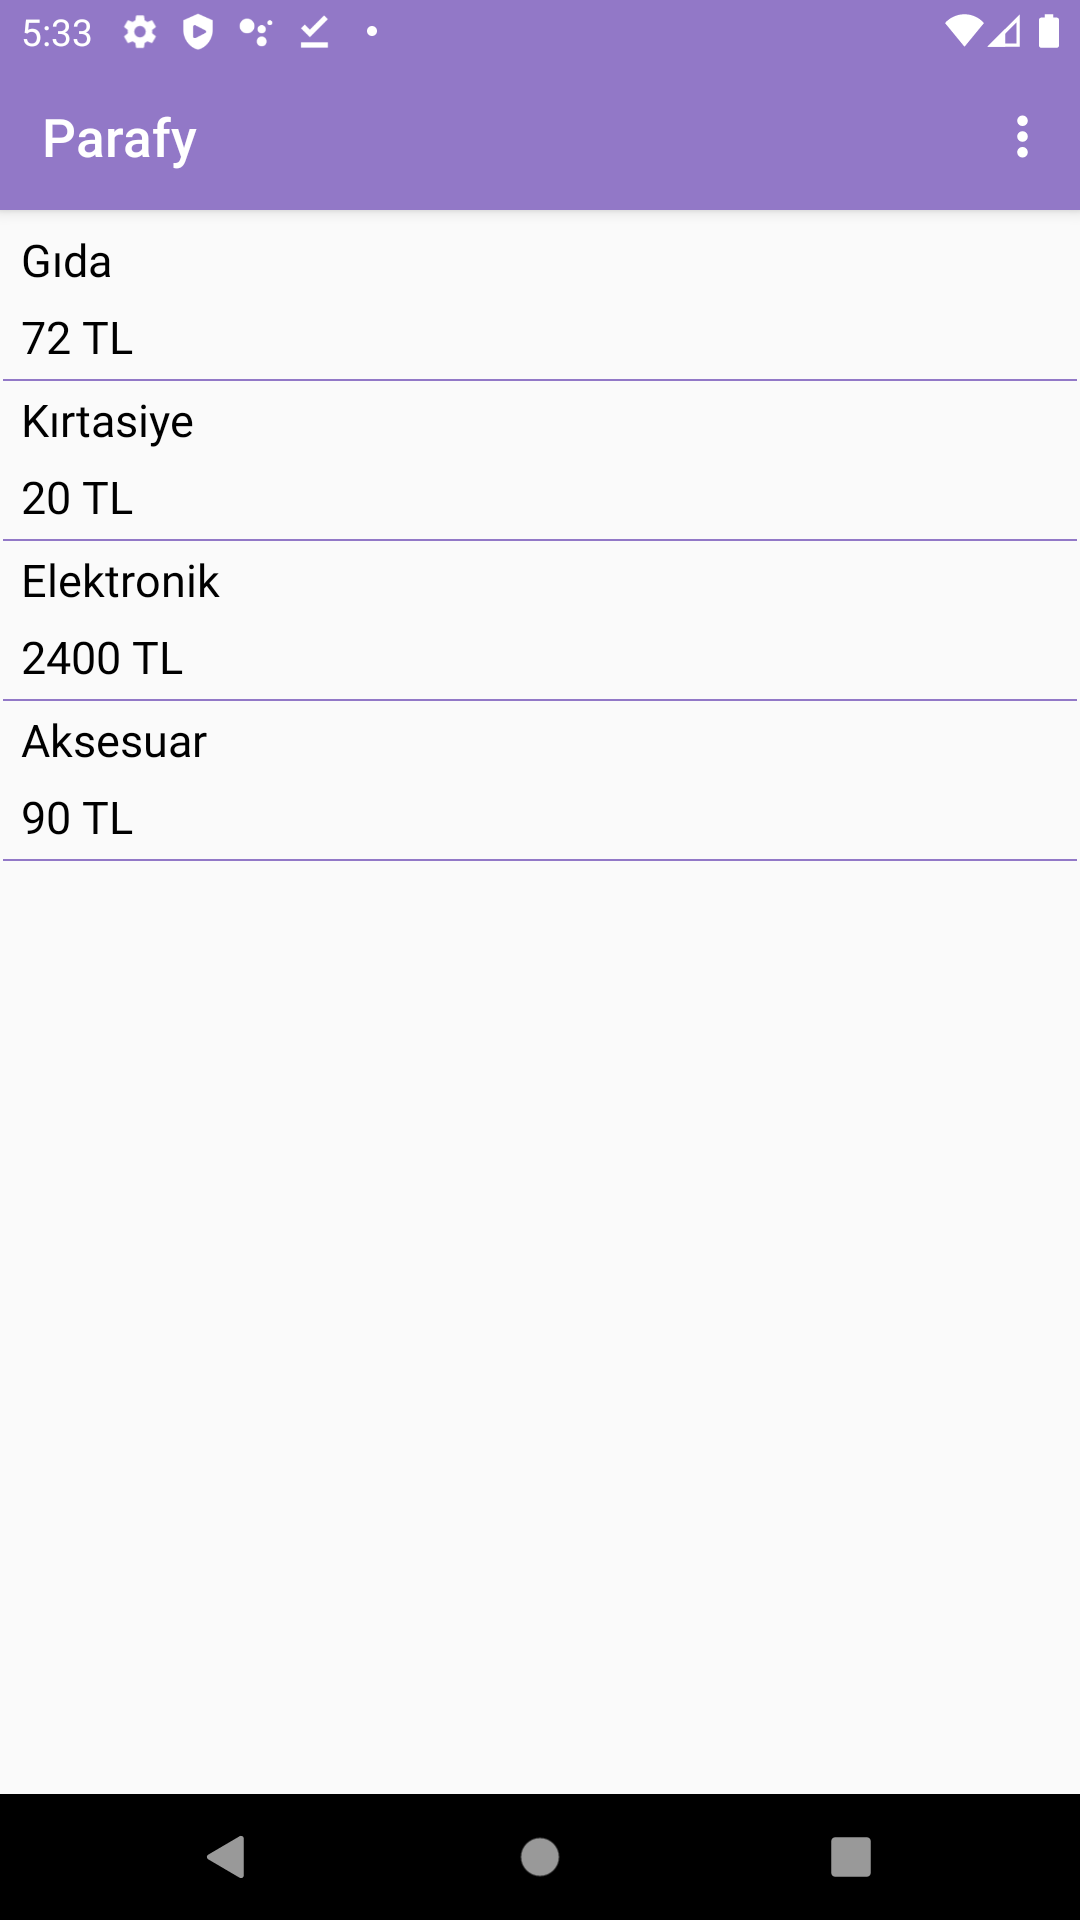 5:33
Parafy
Gıda
72 TL
Kırtasiye
20 TL
Elektronik
2400 TL
Aksesuar
90 TL